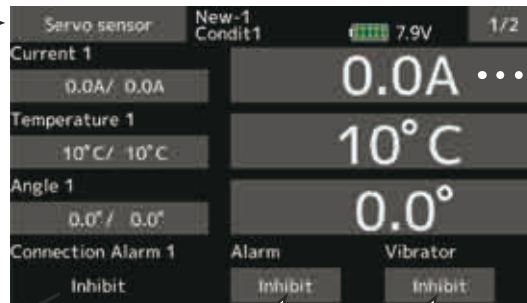 Servo sensor New-1 Condit1 7.9V 1/2
Current 1
0.0A/ 0.0A 0.0A
Temperature 1
10°C/ 10°C 10°C
Angle 1
0.0°/ 0.0° 0.0°
Connection Alarm 1 Alarm Vibrator
Inhibit Inhibit Inhibit